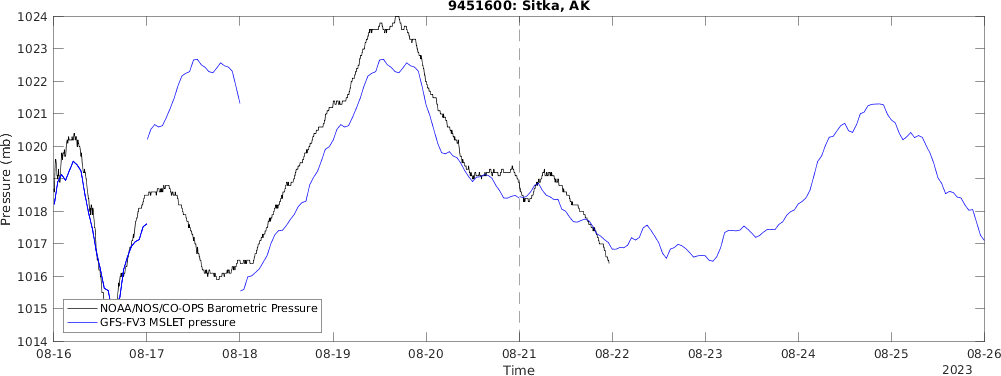 9451600: Sitka, AK
1024
1023
1022
1021
1020
1019
1018
1017
1016
1015
1014
Pressure (mb)
NOAA/NOS/CO-OPS Barometric Pressure
GFS-FV3 MSLET pressure
08-16 08-17 08-18 08-19 08-20 08-21 08-22 08-23 08-24 08-25 08-26
Time
2023